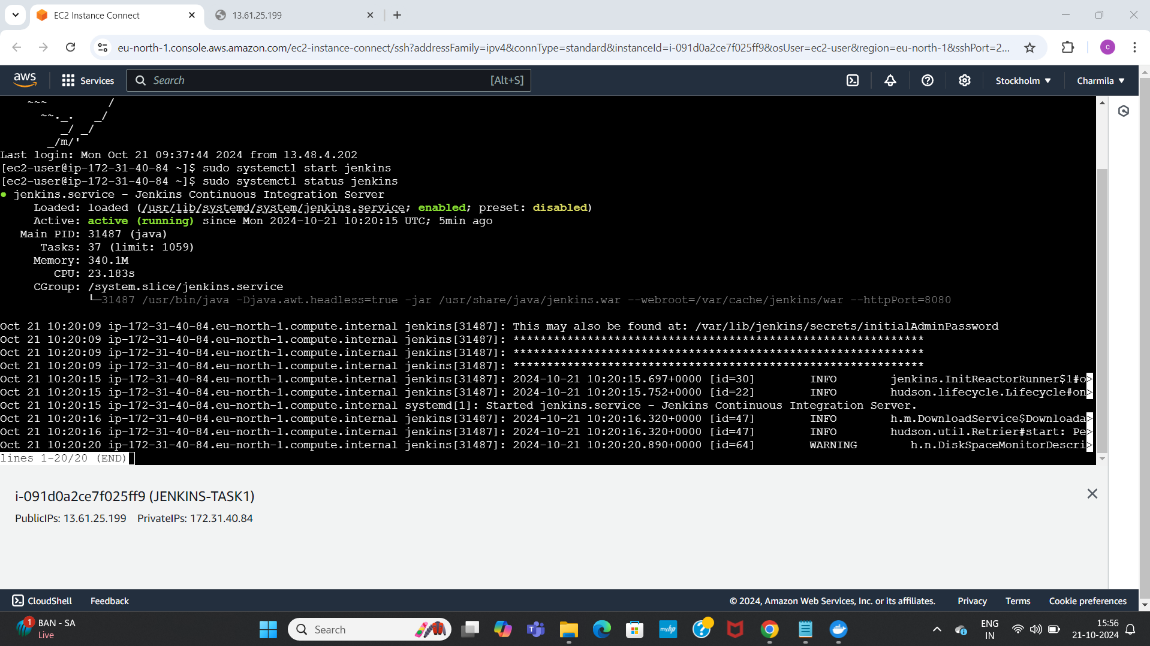 EC2 Instance Connect
13.61.25.199
eu-north-1.console.aws.amazon.com/ec2-instance-connect/ssh?addressFamily=ipv4&connType=standard&instanceId=i-091d0a2ce7f025ff9&osUser=ec2-user&region=eu-north-1&sshPort=2...
C
aws
Services
Search
[Alt+S]
Stockholm ▼
Charmila ▼
~~~ /
~~._. _/
_/ _/
_/m/'
Last login: Mon Oct 21 09:37:44 2024 from 13.48.4.202
[ec2-user@ip-172-31-40-84 ~]$ sudo systemctl start jenkins
[ec2-user@ip-172-31-40-84 ~]$ sudo systemctl status jenkins
● jenkins.service - Jenkins Continuous Integration Server
Loaded: loaded (/usr/lib/systemd/system/jenkins.service; enabled; preset: disabled)
Active: active (running) since Mon 2024-10-21 10:20:15 UTC; 5min ago
Main PID: 31487 (java)
Tasks: 37 (limit: 1059)
Memory: 340.1M
CPU: 23.183s
CGroup: /system.slice/jenkins.service
└─31487 /usr/bin/java -Djava.awt.headless=true -jar /usr/share/java/jenkins.war --webroot=/var/cache/jenkins/war --httpPort=8080
Oct 21 10:20:09 ip-172-31-40-84.eu-north-1.compute.internal jenkins[31487]: This may also be found at: /var/lib/jenkins/secrets/initialAdminPassword
Oct 21 10:20:09 ip-172-31-40-84.eu-north-1.compute.internal jenkins[31487]: *************************************************************
Oct 21 10:20:09 ip-172-31-40-84.eu-north-1.compute.internal jenkins[31487]: *************************************************************
Oct 21 10:20:09 ip-172-31-40-84.eu-north-1.compute.internal jenkins[31487]: *************************************************************
Oct 21 10:20:15 ip-172-31-40-84.eu-north-1.compute.internal jenkins[31487]: 2024-10-21 10:20:15.697+0000 [id=30] INFO jenkins.InitReactorRunner$1#o>
Oct 21 10:20:15 ip-172-31-40-84.eu-north-1.compute.internal jenkins[31487]: 2024-10-21 10:20:15.752+0000 [id=22] INFO hudson.lifecycle.Lifecycle#on>
Oct 21 10:20:15 ip-172-31-40-84.eu-north-1.compute.internal systemd[1]: Started jenkins.service - Jenkins Continuous Integration Server.
Oct 21 10:20:16 ip-172-31-40-84.eu-north-1.compute.internal jenkins[31487]: 2024-10-21 10:20:16.320+0000 [id=47] INFO h.m.DownloadService$Downloada>
Oct 21 10:20:16 ip-172-31-40-84.eu-north-1.compute.internal jenkins[31487]: 2024-10-21 10:20:16.320+0000 [id=47] INFO hudson.util.Retrier#start: Pe>
Oct 21 10:20:20 ip-172-31-40-84.eu-north-1.compute.internal jenkins[31487]: 2024-10-21 10:20:20.890+0000 [id=64] WARNING h.n.DiskSpaceMonitorDescri>
lines 1-20/20 (END)
i-091d0a2ce7f025ff9 (JENKINS-TASK1)
PublicIPs: 13.61.25.199 PrivateIPs: 172.31.40.84
CloudShell
Feedback
© 2024, Amazon Web Services, Inc. or its affiliates.
Privacy
Terms
Cookie preferences
1
BAN - SA
Live
Search
ENG
IN
15:56
21-10-2024